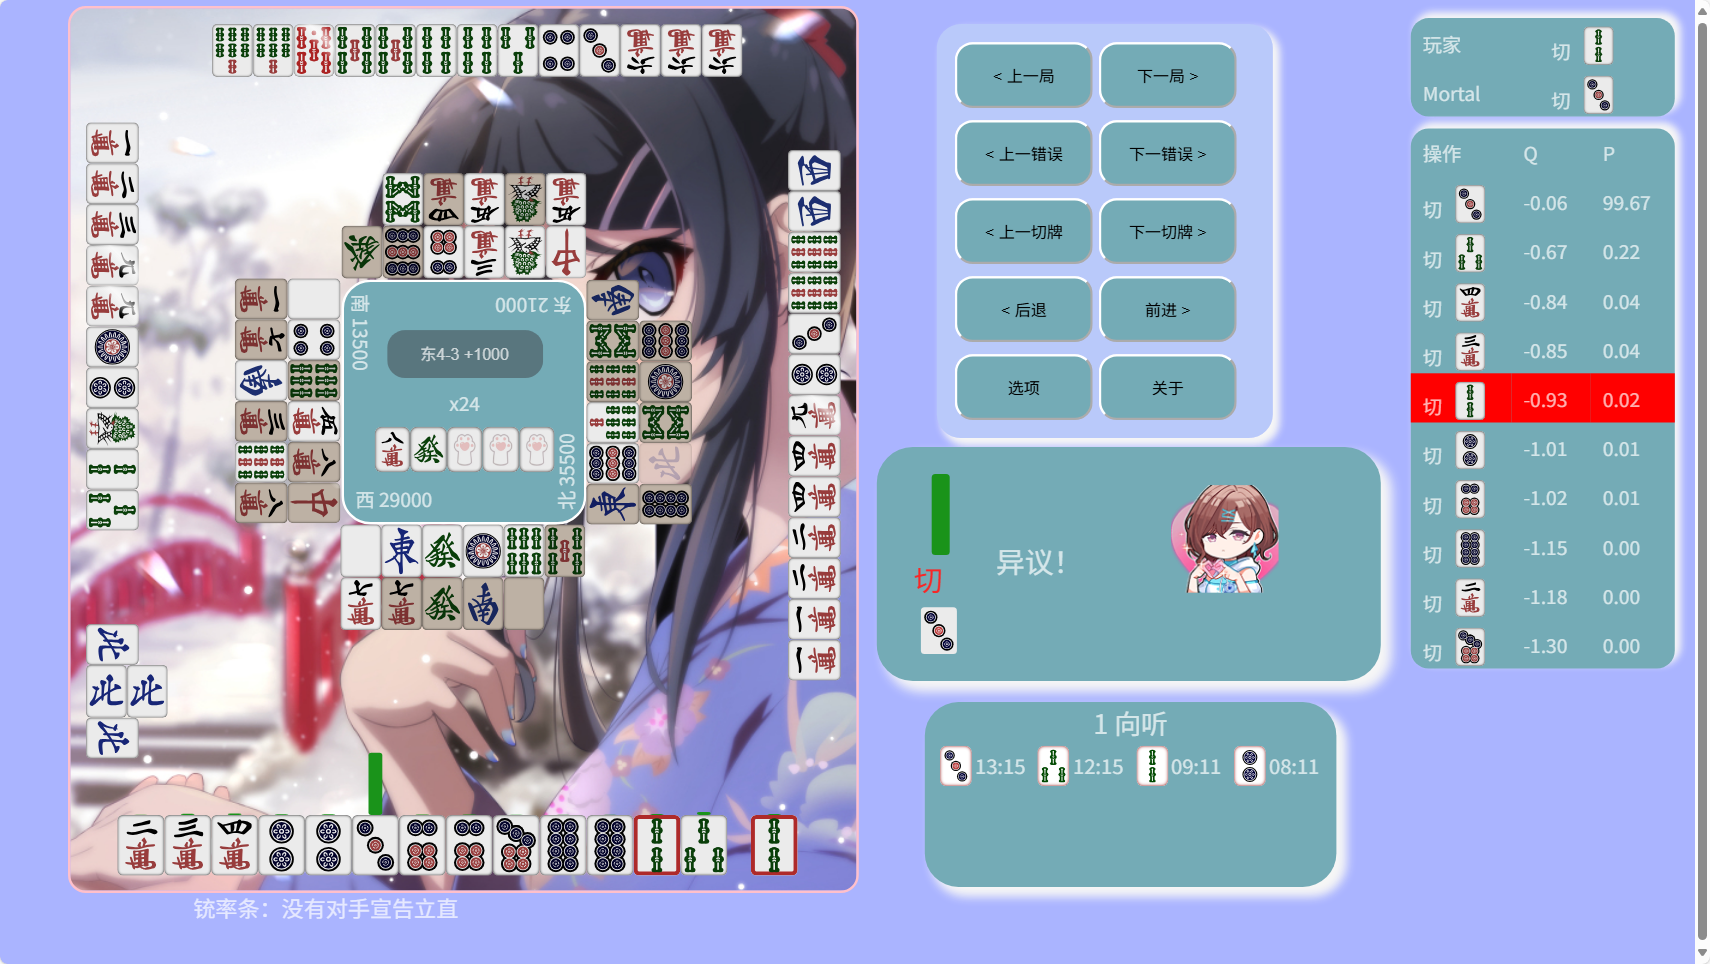 南 13500
东 21000
东4-3 +1000
x24
西 29000
北 35500
铳率条：没有对手宣告立直
< 上一局
下一局 >
< 上一错误
下一错误 >
< 上一切牌
下一切牌 >
< 后退
前进 >
选项
关于
切
异议!
1 向听
13:15 12:15 09:11 08:11
玩家 切
Mortal 切
操作 Q P
切 -0.06 99.67
切 -0.67 0.22
切 -0.84 0.04
切 -0.85 0.04
切 -0.93 0.02
切 -1.01 0.01
切 -1.02 0.01
切 -1.15 0.00
切 -1.18 0.00
切 -1.30 0.00